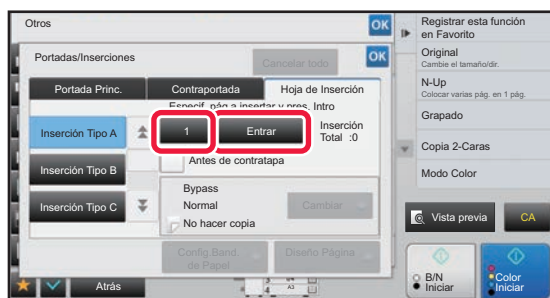 Otros
OK
Portadas/Inserciones
Cancelar todo
OK
Portada Princ.
Contraportada
Hoja de Inserción
Especif. pág a insertar y pres. Intro
Inserción Tipo A
1
Entrar
Inserción
Total :0
Antes de contratapa
Inserción Tipo B
Bypass
Normal
Cambiar
Inserción Tipo C
No hacer copia
Config.Band.
de Papel
Diseño Página
Atrás
4
A3
Registrar esta función
en Favorito
Original
Cambie el tamaño/dir.
N-Up
Colocar varias pág. en 1 pág.
Grapado
Copia 2-Caras
Modo Color
Vista previa
CA
B/N
Iniciar
Color
Iniciar